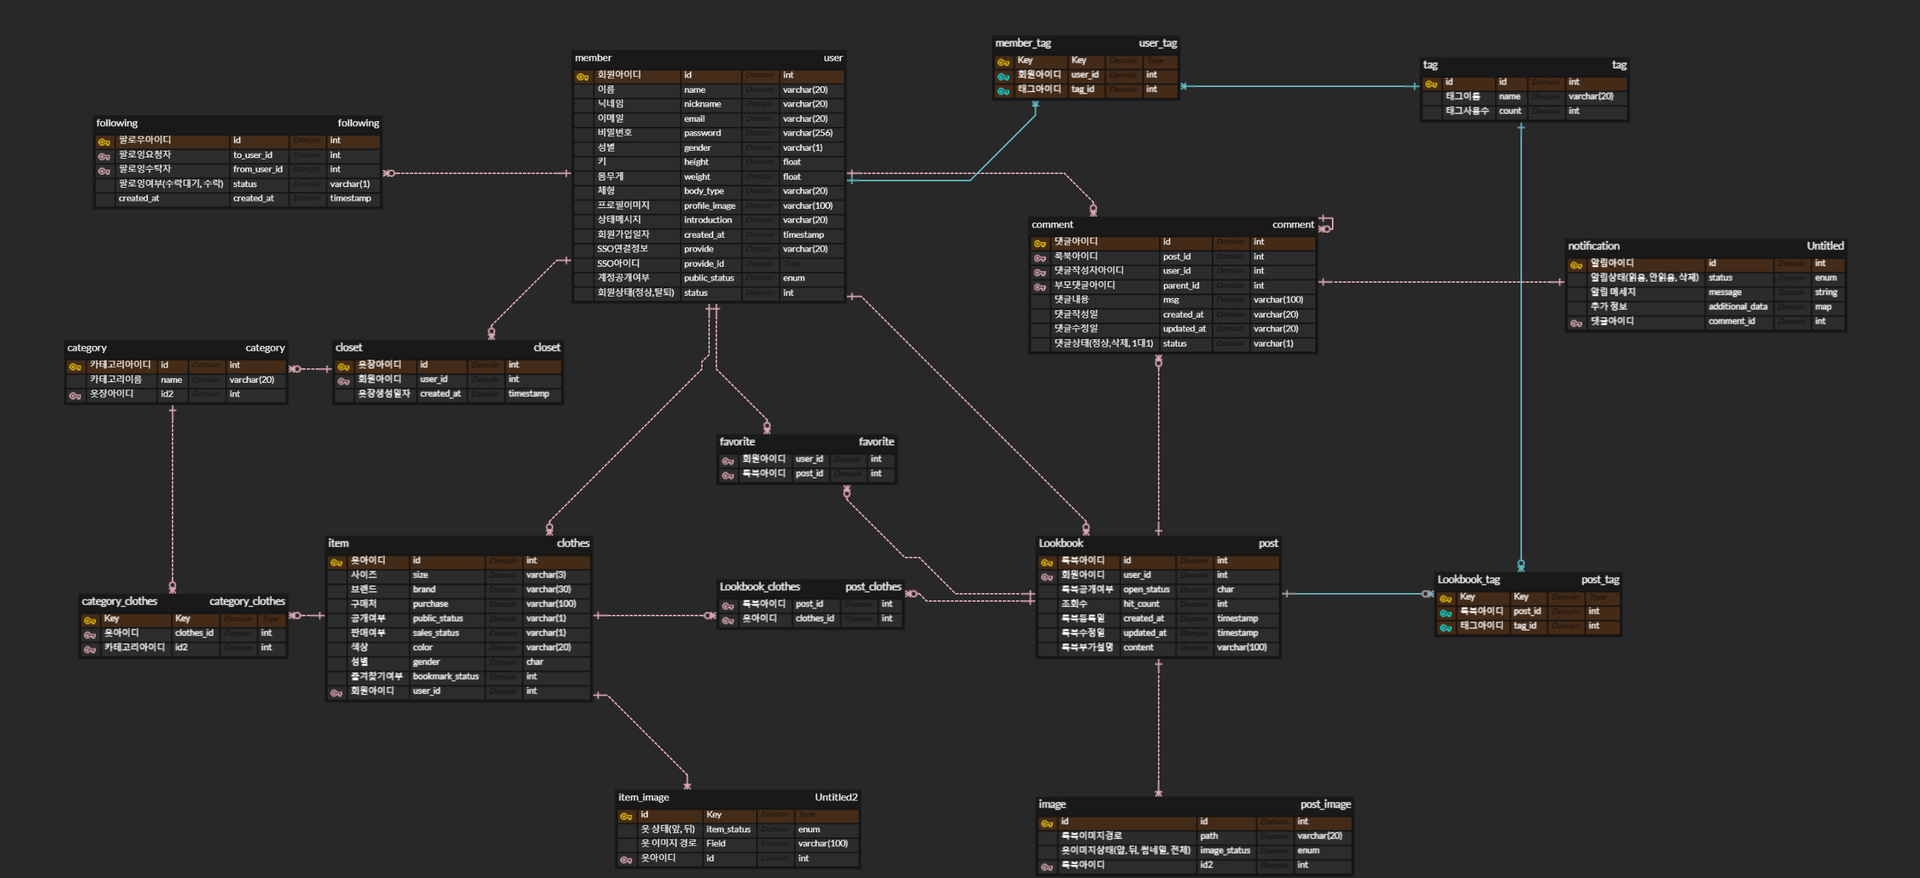 member user
회원아이디 id Domain int
이름 name Domain varchar(20)
닉네임 nickname Domain varchar(20)
이메일 email Domain varchar(20)
비밀번호 password Domain varchar(256)
성별 gender Domain varchar(1)
키 height Domain float
몸무게 weight Domain float
체형 body_type Domain varchar(20)
프로필이미지 profile_image Domain varchar(100)
상태메시지 introduction Domain varchar(20)
회원가입일자 created_at Domain timestamp
SSO연결정보 provide Domain varchar(20)
SSO아이디 provide_id Domain Type
계정공개여부 public_status Domain enum
회원상태(정상,탈퇴) status Domain int
member_tag user_tag
Key Key Domain Type
회원아이디 user_id Domain int
태그아이디 tag_id Domain int
tag tag
id id Domain int
태그이름 name Domain varchar(20)
태그사용수 count Domain int
following following
팔로우아이디 id Domain int
팔로잉요청자 to_user_id Domain int
팔로잉수락자 from_user_id Domain int
팔로잉여부(수락대기, 수락) status Domain varchar(1)
created_at created_at Domain timestamp
comment comment
댓글아이디 id Domain int
룩북아이디 post_id Domain int
댓글작성자아이디 user_id Domain int
부모댓글아이디 parent_id Domain int
댓글내용 msg Domain varchar(100)
댓글작성일 created_at Domain varchar(20)
댓글수정일 updated_at Domain varchar(20)
댓글상태(정상,삭제, 1대1) status Domain varchar(1)
notification Untitled
알림아이디 id Domain int
알림상태(읽음, 안읽음, 삭제) status Domain enum
알림 메세지 message Domain string
추가 정보 additional_data Domain map
댓글아이디 comment_id Domain int
category category
카테고리아이디 id Domain int
카테고리이름 name Domain varchar(20)
옷장아이디 id2 Domain int
closet closet
옷장아이디 id Domain int
회원아이디 user_id Domain int
옷장생성일자 created_at Domain timestamp
favorite favorite
회원아이디 user_id Domain int
룩북아이디 post_id Domain int
item clothes
옷아이디 id Domain int
사이즈 size Domain varchar(3)
브랜드 brand Domain varchar(30)
구매처 purchase Domain varchar(100)
공개여부 public_status Domain varchar(1)
판매여부 sales_status Domain varchar(1)
색상 color Domain varchar(20)
성별 gender Domain char
즐겨찾기여부 bookmark_status Domain int
회원아이디 user_id Domain int
Lookbook post
룩북아이디 id Domain int
회원아이디 user_id Domain int
룩북공개여부 open_status Domain char
조회수 hit_count Domain int
룩북등록일 created_at Domain timestamp
룩북수정일 updated_at Domain timestamp
룩북부가설명 content Domain varchar(100)
Lookbook_clothes post_clothes
룩북아이디 post_id Domain int
옷아이디 clothes_id Domain int
Lookbook_tag post_tag
Key Key Domain Type
룩북아이디 post_id Domain int
태그아이디 tag_id Domain int
category_clothes category_clothes
Key Key Domain Type
옷아이디 clothes_id Domain int
카테고리아이디 id2 Domain int
item_image Untitled2
id Key Domain Type
옷 상태(앞, 뒤) item_status Domain enum
옷 이미지 경로 Field Domain varchar(100)
옷아이디 id Domain int
image post_image
id id Domain int
룩북이미지경로 path Domain varchar(20)
옷이미지상태(앞, 뒤, 썸네일, 전체) image_status Domain enum
룩북아이디 id2 Domain int